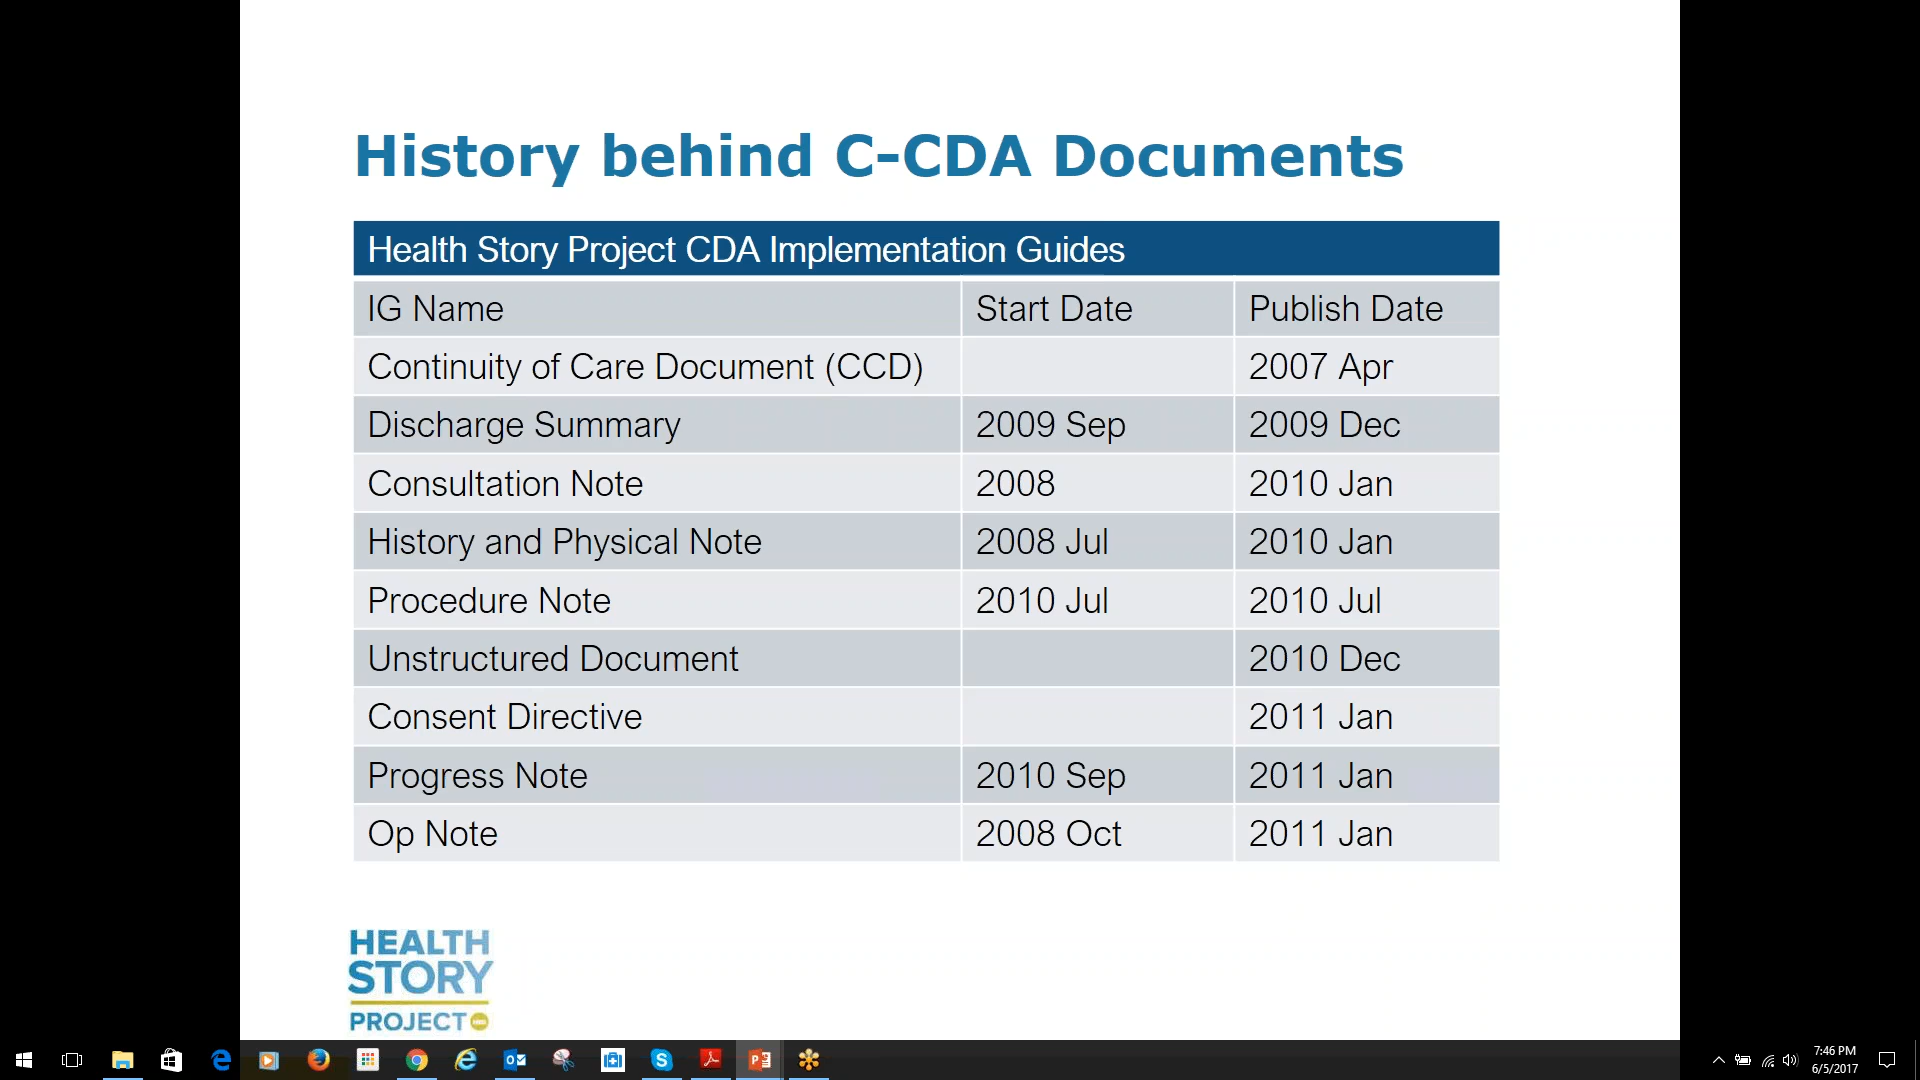 History behind C-CDA Documents
Health Story Project CDA Implementation Guides
IG Name Start Date Publish Date
Continuity of Care Document (CCD) 2007 Apr
Discharge Summary 2009 Sep 2009 Dec
Consultation Note 2008 2010 Jan
History and Physical Note 2008 Jul 2010 Jan
Procedure Note 2010 Jul 2010 Jul
Unstructured Document 2010 Dec
Consent Directive 2011 Jan
Progress Note 2010 Sep 2011 Jan
Op Note 2008 Oct 2011 Jan
HEALTH
STORY
PROJECT
7:46 PM
6/5/2017